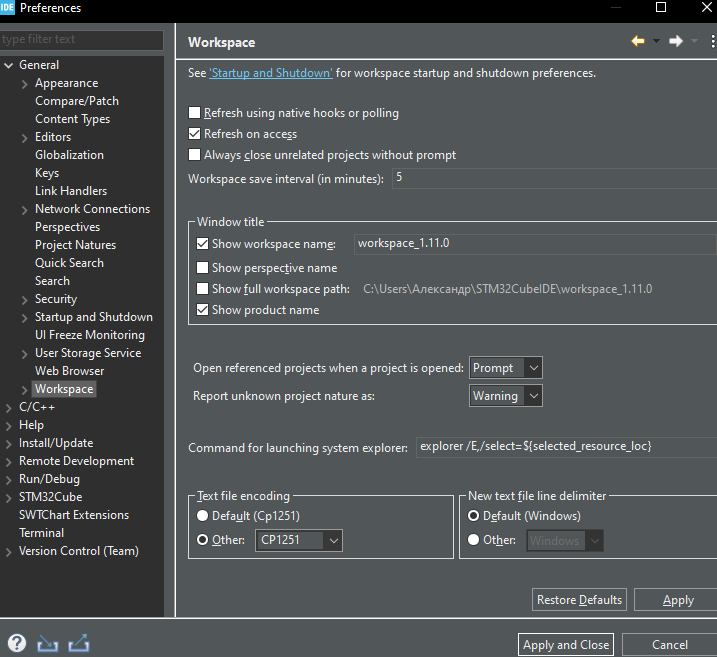 IDE Preferences
type filter text
General
Appearance
Compare/Patch
Content Types
Editors
Globalization
Keys
Link Handlers
Network Connections
Perspectives
Project Natures
Quick Search
Search
Security
Startup and Shutdown
UI Freeze Monitoring
User Storage Service
Web Browser
Workspace
C/C++
Help
Install/Update
Remote Development
Run/Debug
STM32Cube
SWTChart Extensions
Terminal
Version Control (Team)
Workspace
See 'Startup and Shutdown' for workspace startup and shutdown preferences.
Refresh using native hooks or polling
Refresh on access
Always close unrelated projects without prompt
Workspace save interval (in minutes): 5
Window title
Show workspace name: workspace_1.11.0
Show perspective name
Show full workspace path: C:\Users\Александр\STM32CubeIDE\workspace_1.11.0
Show product name
Open referenced projects when a project is opened: Prompt
Report unknown project nature as: Warning
Command for launching system explorer: explorer /E,/select=${selected_resource_loc}
Text file encoding
Default (Cp1251)
Other: CP1251
New text file line delimiter
Default (Windows)
Other: Windows
Restore Defaults Apply
? Apply and Close Cancel